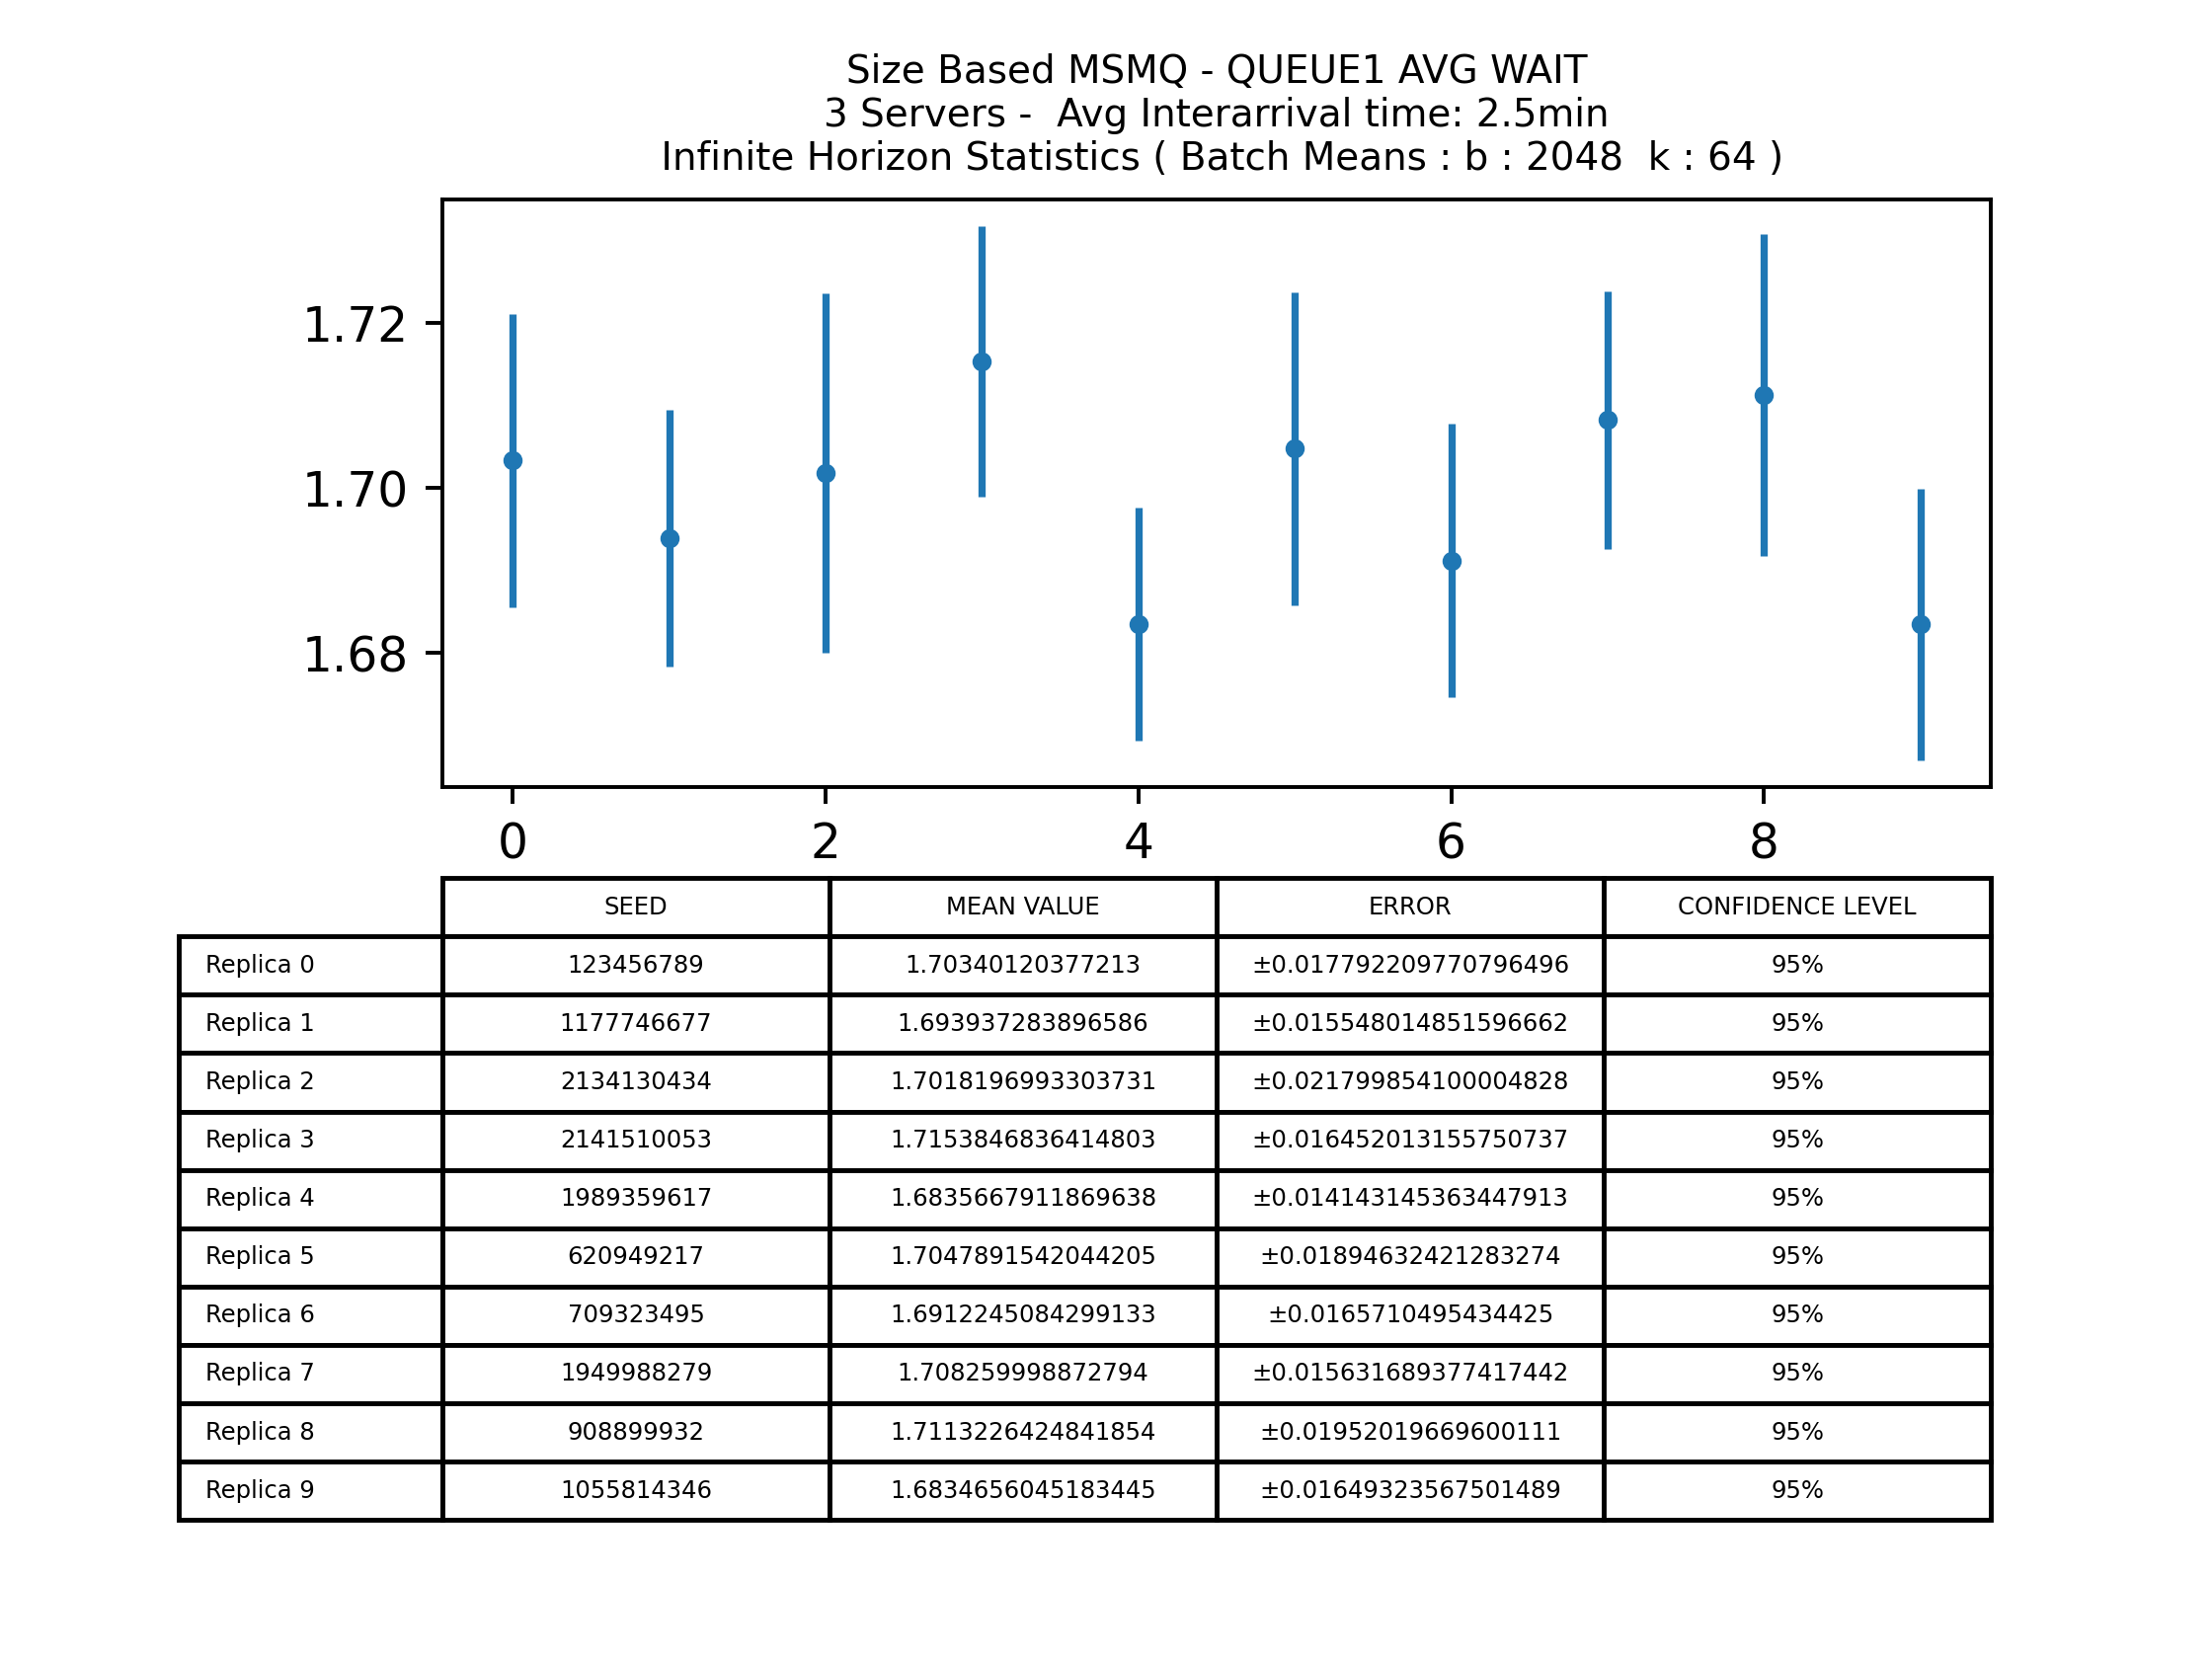 Size Based MSMQ - QUEUE1 AVG WAIT
3 Servers -  Avg Interarrival time: 2.5min
Infinite Horizon Statistics ( Batch Means : b : 2048  k : 64 )
1.72
1.70
1.68
0 2 4 6 8
SEED MEAN VALUE ERROR CONFIDENCE LEVEL
Replica 0 123456789 1.70340120377213 ±0.017792209770796496 95%
Replica 1 1177746677 1.693937283896586 ±0.015548014851596662 95%
Replica 2 2134130434 1.7018196993303731 ±0.021799854100004828 95%
Replica 3 2141510053 1.7153846836414803 ±0.016452013155750737 95%
Replica 4 1989359617 1.6835667911869638 ±0.014143145363447913 95%
Replica 5 620949217 1.7047891542044205 ±0.01894632421283274 95%
Replica 6 709323495 1.6912245084299133 ±0.0165710495434425 95%
Replica 7 1949988279 1.708259998872794 ±0.015631689377417442 95%
Replica 8 908899932 1.7113226424841854 ±0.01952019669600111 95%
Replica 9 1055814346 1.6834656045183445 ±0.01649323567501489 95%